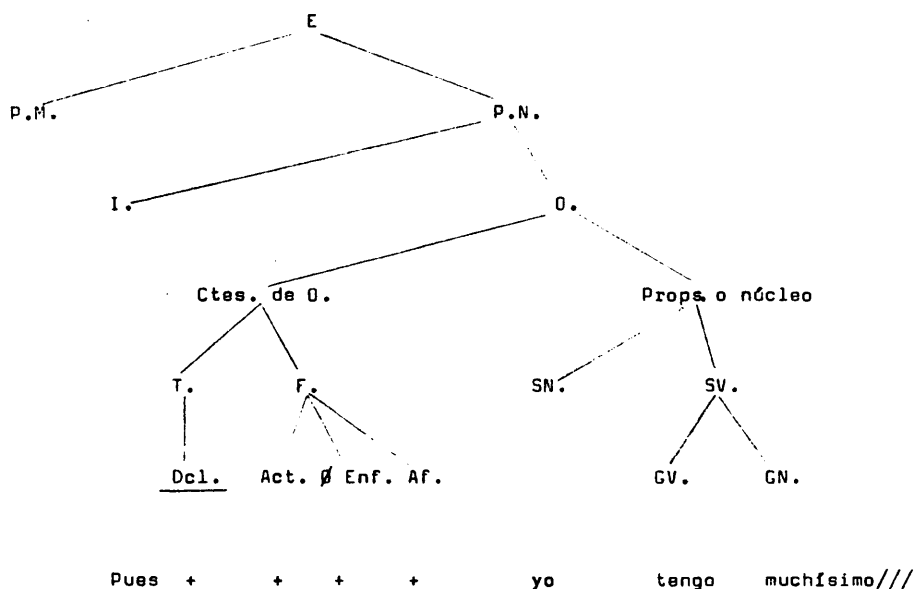 E
P.M. P.N.
I. O.
Ctes. de O. Props. o núcleo
T. F. SN. SV.
Dcl. Act. Ø Enf. Af. GV. GN.
Pues + + + + yo tengo muchísimo///